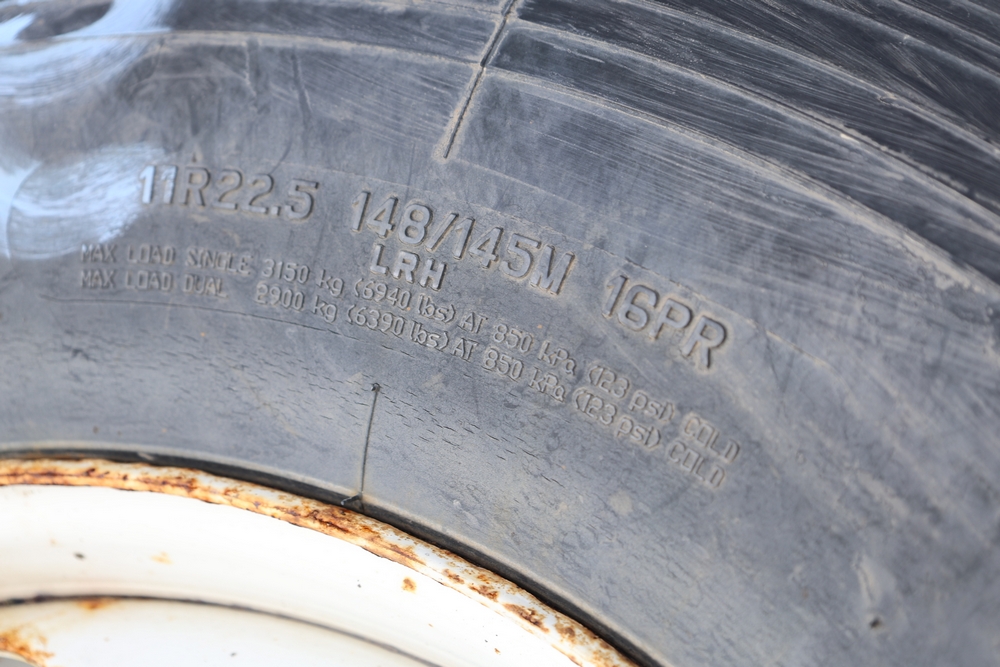 11R22.5 148/145M 16PR
LRH
MAX LOAD SINGLE 3150 kg (6940 lbs) AT 850 kPa (123 psi) COLD
MAX LOAD DUAL 2900 kg (6390 lbs) AT 850 kPa (123 psi) COLD